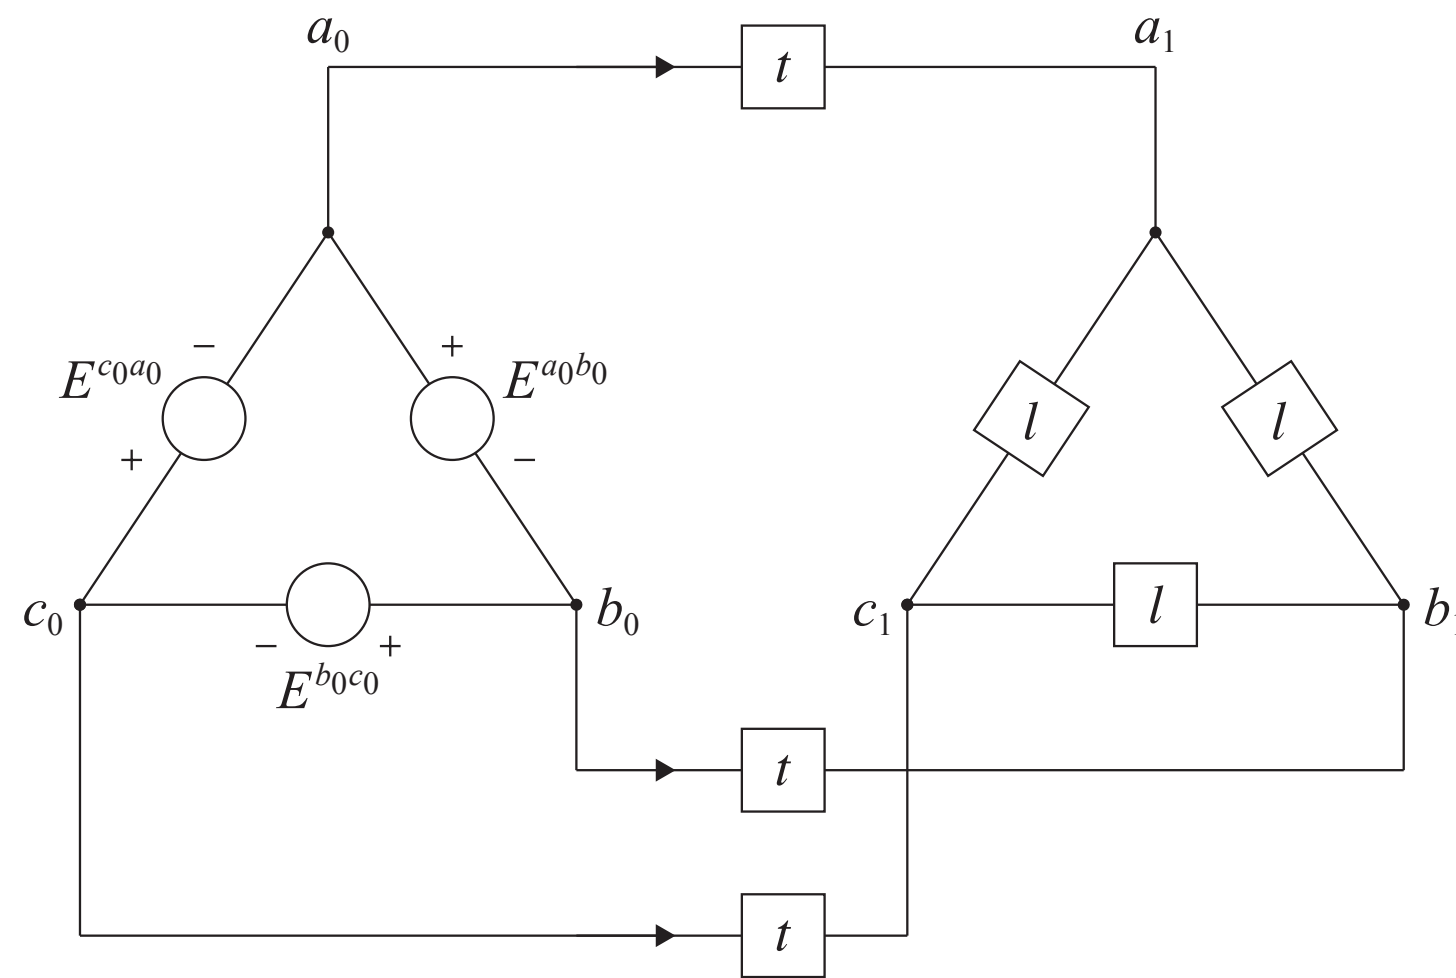 a₀
t
a₁
− +
E^{c₀a₀} E^{a₀b₀}
+ −
l l
c₀ b₀ c₁ l
− +
E^{b₀c₀}
t
t